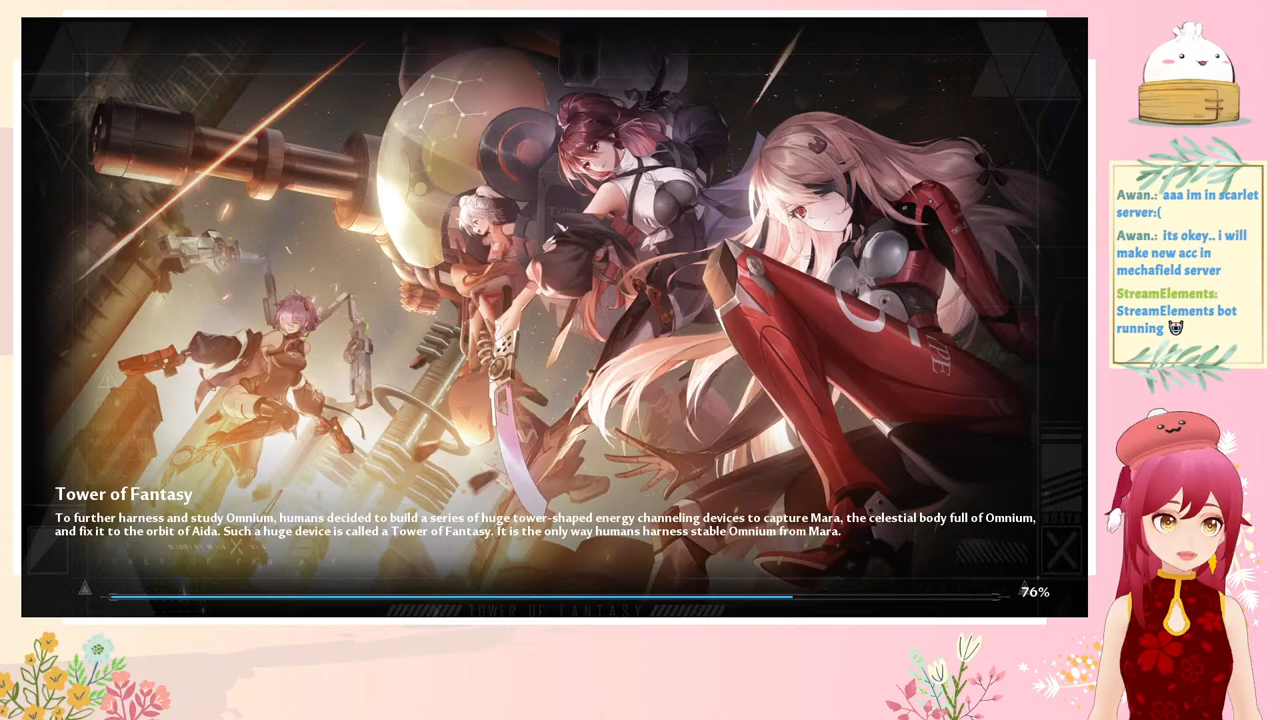 Awan.: aaa im in scarlet
server:(
Awan.: its okey.. i will
make new acc in
mechafield server
StreamElements:
StreamElements bot
running
TYPE
Tower of Fantasy
To further harness and study Omnium, humans decided to build a series of huge tower-shaped energy channeling devices to capture Mara, the celestial body full of Omnium,
and fix it to the orbit of Aida. Such a huge device is called a Tower of Fantasy. It is the only way humans harness stable Omnium from Mara.
76%
TOWER OF FANTASY